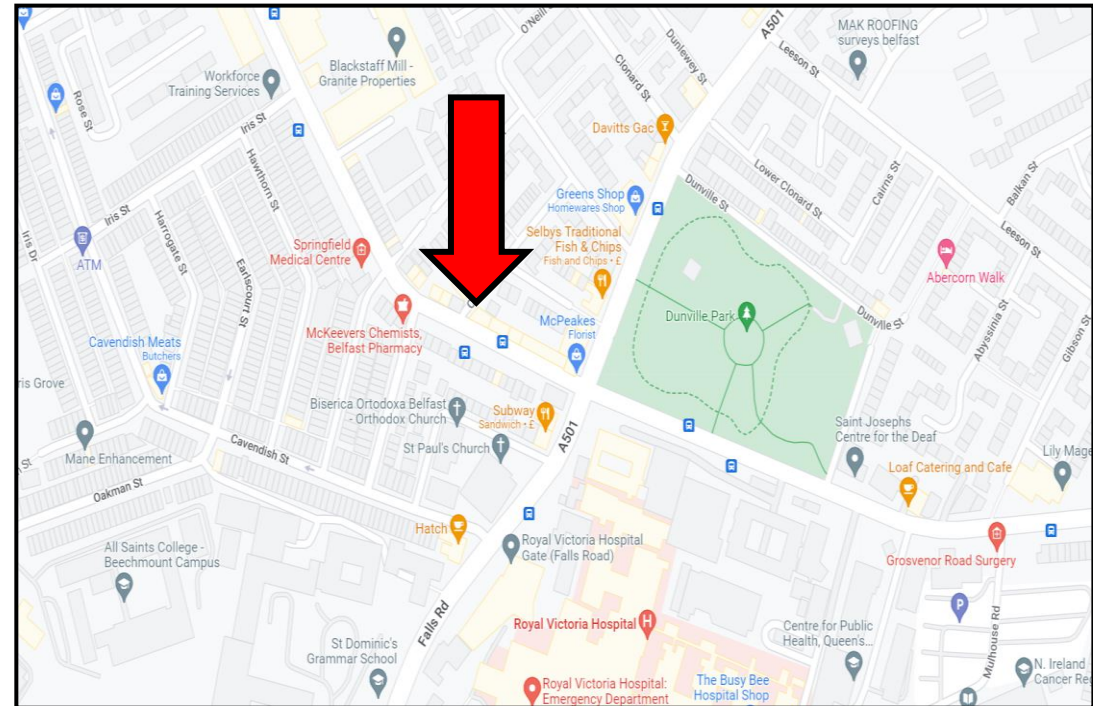 A501
MAK ROOFING
surveys belfast
Leeson St
O'Neill
Dunlewey St
Clonard St
Blackstaff Mill -
Granite Properties
Workforce
Training Services
Rose St
Iris St
Davitts Gac
Hawthorn St
Lower Clonard St
Cairns St
Balkan St
Dunville St
Greens Shop
Homewares Shop
Iris St
Harrogate St
Iris Dr
ATM
Springfield
Medical Centre
Selbys Traditional
Fish & Chips
Fish and Chips · £
Leeson St
Abercorn Walk
Earlscourt St
McKeevers Chemists,
Belfast Pharmacy
McPeakes
Florist
Dunville Park
Dunville St
Abyssinia St
Gibson St
Cavendish Meats
Butchers
ris Grove
Biserica Ortodoxa Belfast
- Orthodox Church
Subway
Sandwich · £
St Paul's Church
A501
Saint Josephs
Centre for the Deaf
Lily Mage
Mane Enhancement
Cavendish St
Oakman St
Loaf Catering and Cafe
Hatch
All Saints College -
Beechmount Campus
Royal Victoria Hospital
Gate (Falls Road)
Grosvenor Road Surgery
P
Falls Rd
Royal Victoria Hospital
H
Centre for Public
Health, Queen's...
Mulhouse Rd
St Dominic's
Grammar School
Royal Victoria Hospital:
Emergency Department
The Busy Bee
Hospital Shop
N. Ireland
Cancer Re